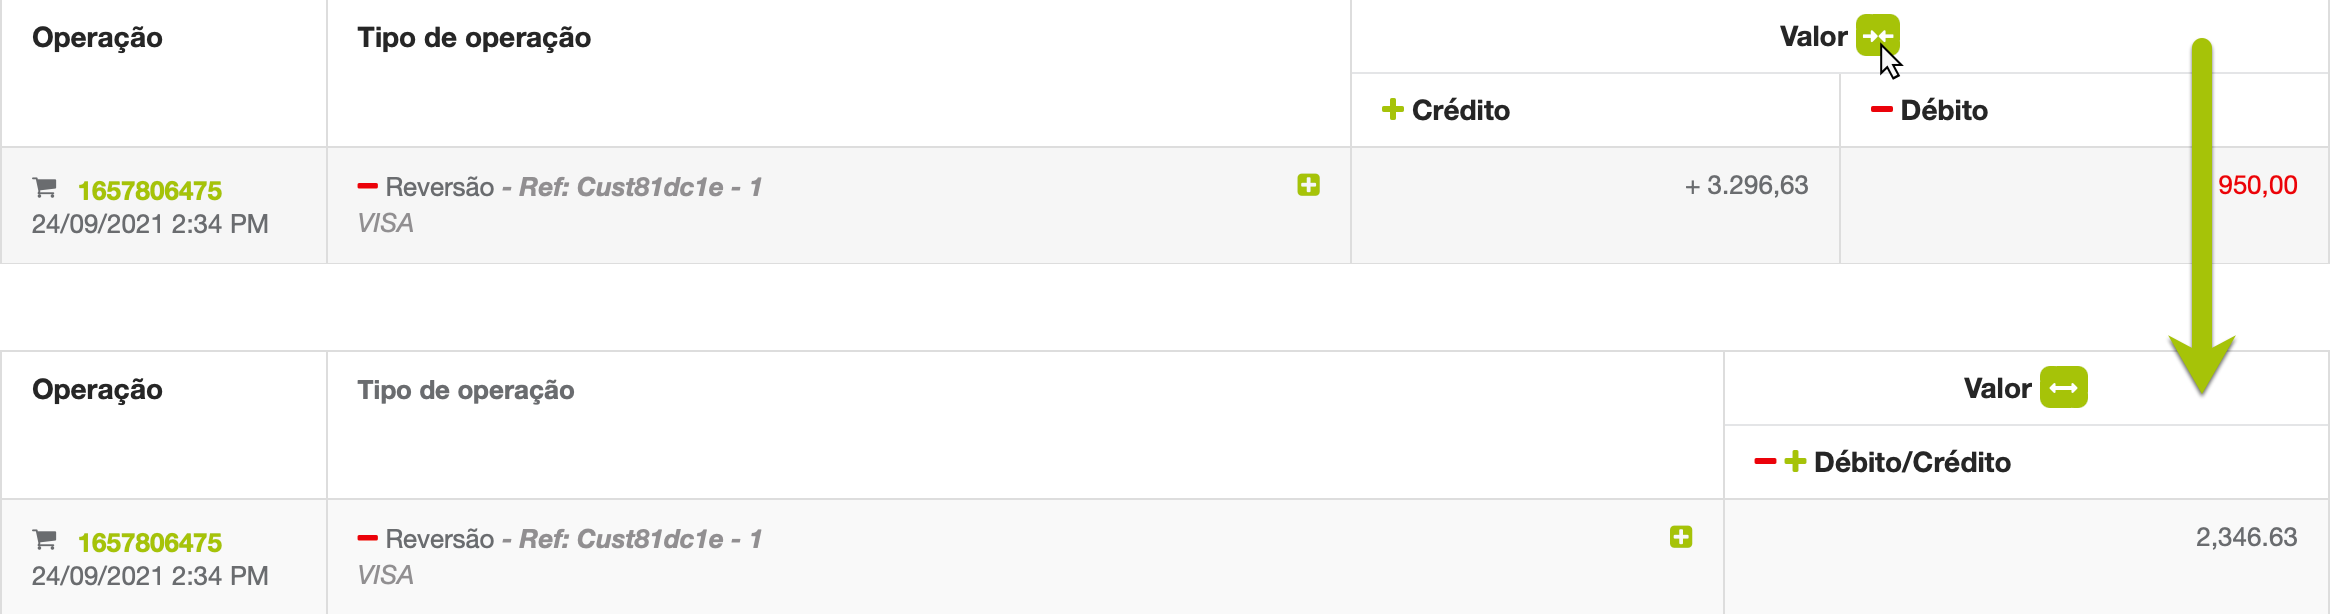 Operação Tipo de operação Valor
+ Crédito - Débito
1657806475 - Reversão - Ref: Cust81dc1e - 1 + 3.296,63 950,00
24/09/2021 2:34 PM VISA
Operação Tipo de operação Valor
- + Débito/Crédito
1657806475 - Reversão - Ref: Cust81dc1e - 1 2,346.63
24/09/2021 2:34 PM VISA